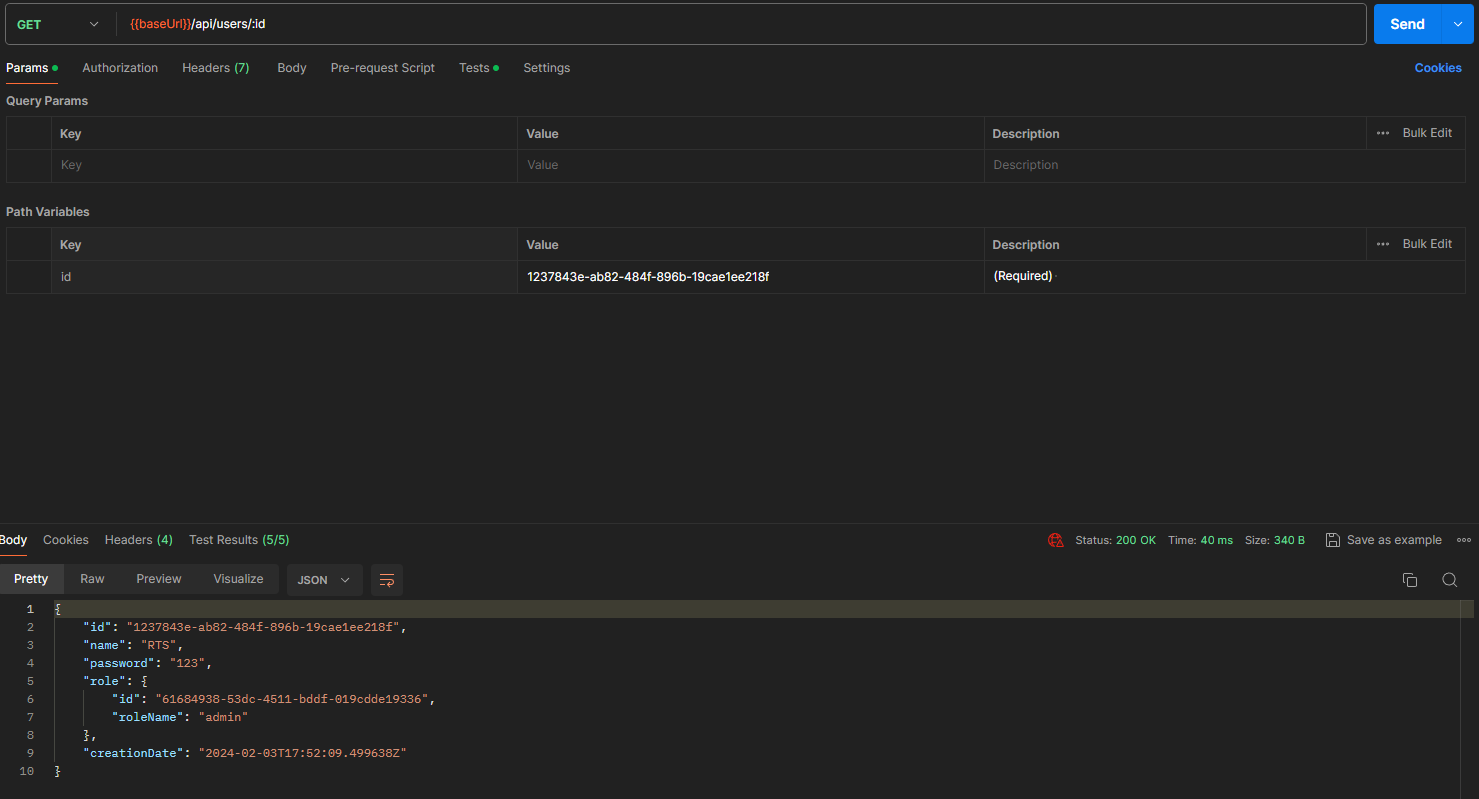 GET {{baseUrl}}/api/users/:id Send
Params Authorization Headers (7) Body Pre-request Script Tests Settings Cookies
Query Params
Key Value Description ••• Bulk Edit
Key Value Description
Path Variables
Key Value Description ••• Bulk Edit
id 1237843e-ab82-484f-896b-19cae1ee218f (Required)
Body Cookies Headers (4) Test Results (5/5) Status: 200 OK Time: 40 ms Size: 340 B Save as example
Pretty Raw Preview Visualize JSON
1 {
2 "id": "1237843e-ab82-484f-896b-19cae1ee218f",
3 "name": "RTS",
4 "password": "123",
5 "role": {
6 "id": "61684938-53dc-4511-bddf-019cdde19336",
7 "roleName": "admin"
8 },
9 "creationDate": "2024-02-03T17:52:09.499638Z"
10 }